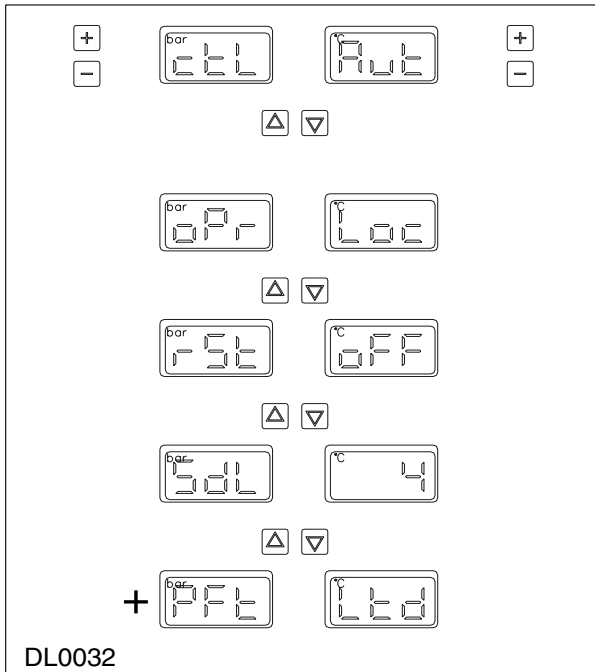 + bar °C +
− ctL Aut −
bar °C
oPr Loc
bar °C
rSt oFF
bar °C
SdL 4
bar °C
+ PFt Ltd
DL0032